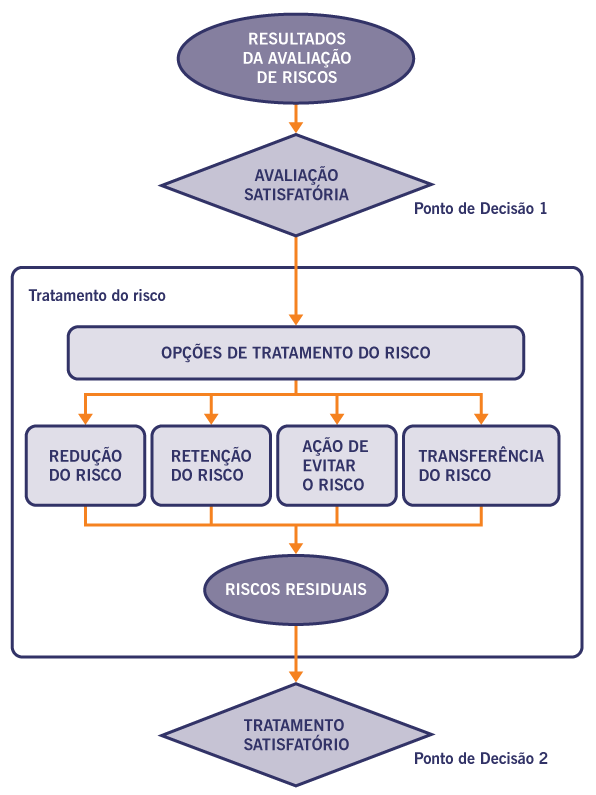 RESULTADOS
DA AVALIAÇÃO
DE RISCOS
AVALIAÇÃO
SATISFATÓRIA
Ponto de Decisão 1
Tratamento do risco
OPÇÕES DE TRATAMENTO DO RISCO
REDUÇÃO
DO RISCO
RETENÇÃO
DO RISCO
AÇÃO DE
EVITAR
O RISCO
TRANSFERÊNCIA
DO RISCO
RISCOS RESIDUAIS
TRATAMENTO
SATISFATÓRIO
Ponto de Decisão 2